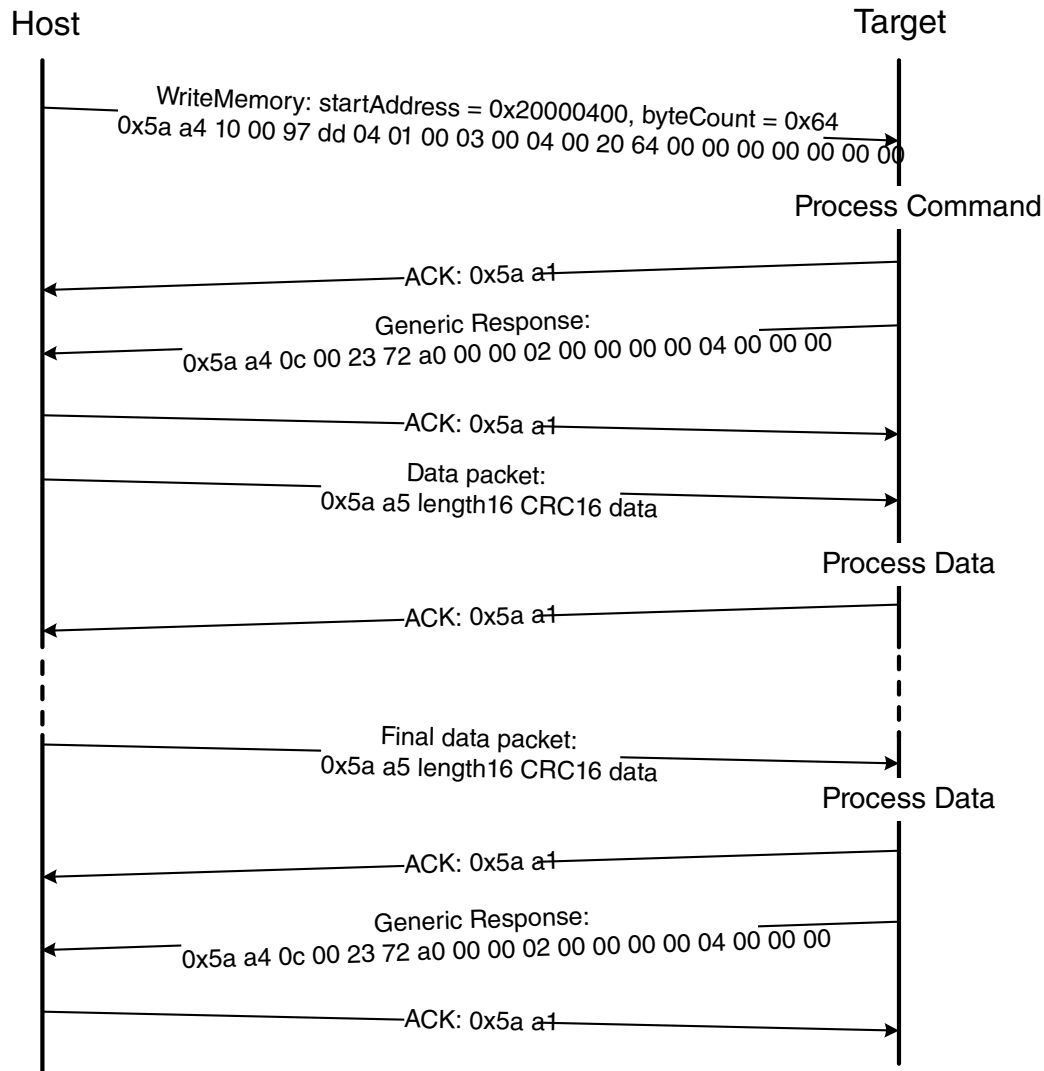 Host
Target
WriteMemory: startAddress = 0x20000400, byteCount = 0x64
0x5a a4 10 00 97 dd 04 01 00 03 00 04 00 20 64 00 00 00 00 00 00 00
Process Command
ACK: 0x5a a1
Generic Response:
0x5a a4 0c 00 23 72 a0 00 00 02 00 00 00 00 04 00 00 00
ACK: 0x5a a1
Data packet:
0x5a a5 length16 CRC16 data
Process Data
ACK: 0x5a a1
Final data packet:
0x5a a5 length16 CRC16 data
Process Data
ACK: 0x5a a1
Generic Response:
0x5a a4 0c 00 23 72 a0 00 00 02 00 00 00 00 04 00 00 00
ACK: 0x5a a1